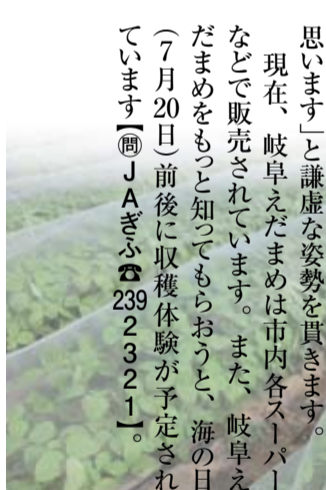 思います」と謙虚な姿勢を貫きます。
　現在、岐阜えだまめは市内各スーパー
などで販売されています。また、岐阜え
だまめをもっと知ってもらおうと、海の日
(7月20日)前後に収穫体験が予定され
ています【㉄JAぎふ☎239 2321】。